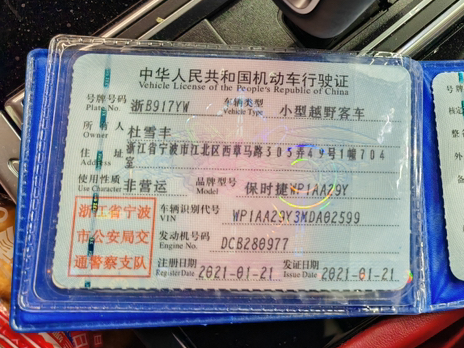 中华人民共和国机动车行驶证
Vehicle License of the People's Republic of China
号牌号码 浙B917YW 车辆类型 小型越野客车
Plate No. Vehicle Type
所有人 杜雪丰
Owner
住址 浙江省宁波市江北区西草马路305弄49号1幢704室
Address
使用性质 非营运 品牌型号 保时捷WP1AA29Y
Use Character Model
浙江省宁波
市公安局交
通警察支队
车辆识别代号 WP1AA29Y3MDA02599
VIN
发动机号码 DCB280977
Engine No.
注册日期 2021-01-21 发证日期 2021-01-21
Register Date Issue Date